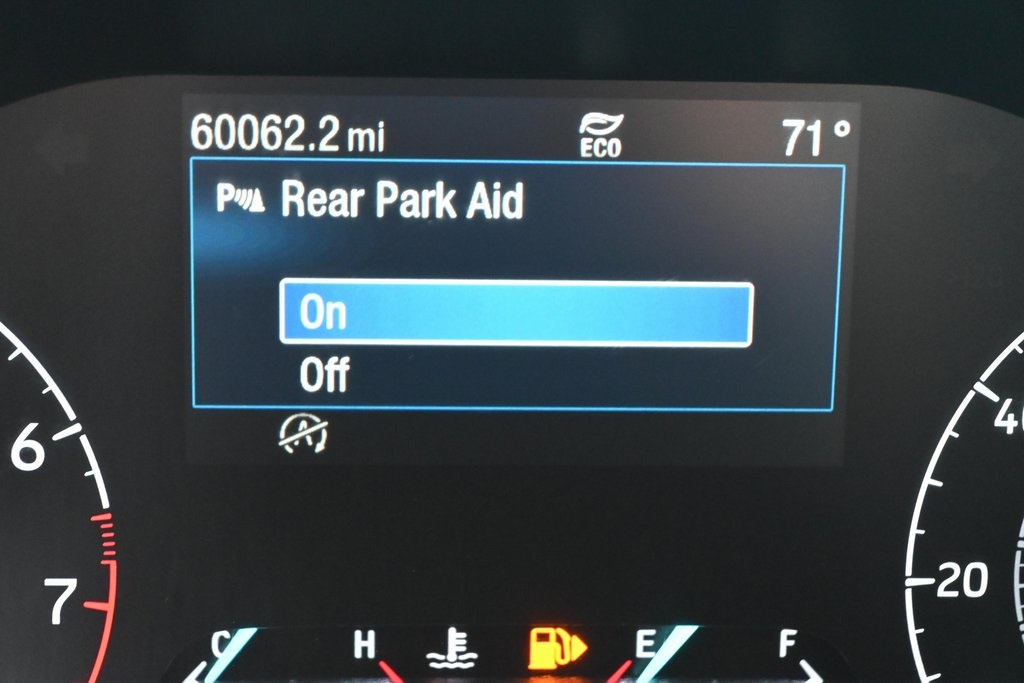 60062.2 mi
ECO
71°
P Rear Park Aid
On
Off
A
6
7
40
20
C
H
E
F